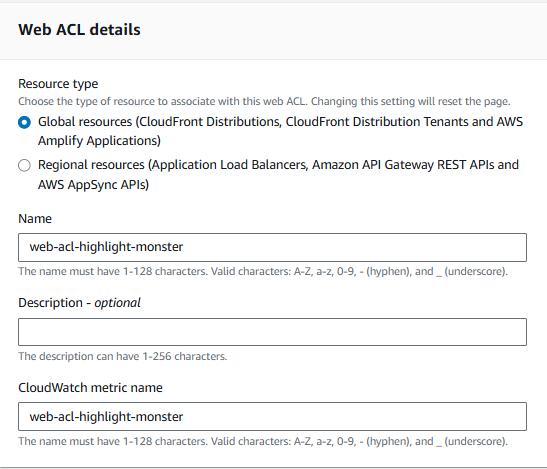 Web ACL details
Resource type
Choose the type of resource to associate with this web ACL. Changing this setting will reset the page.
Global resources (CloudFront Distributions, CloudFront Distribution Tenants and AWS
Amplify Applications)
Regional resources (Application Load Balancers, Amazon API Gateway REST APIs and
AWS AppSync APIs)
Name
web-acl-highlight-monster
The name must have 1-128 characters. Valid characters: A-Z, a-z, 0-9, - (hyphen), and _ (underscore).
Description - optional
The description can have 1-256 characters.
CloudWatch metric name
web-acl-highlight-monster
The name must have 1-128 characters. Valid characters: A-Z, a-z, 0-9, - (hyphen), and _ (underscore).